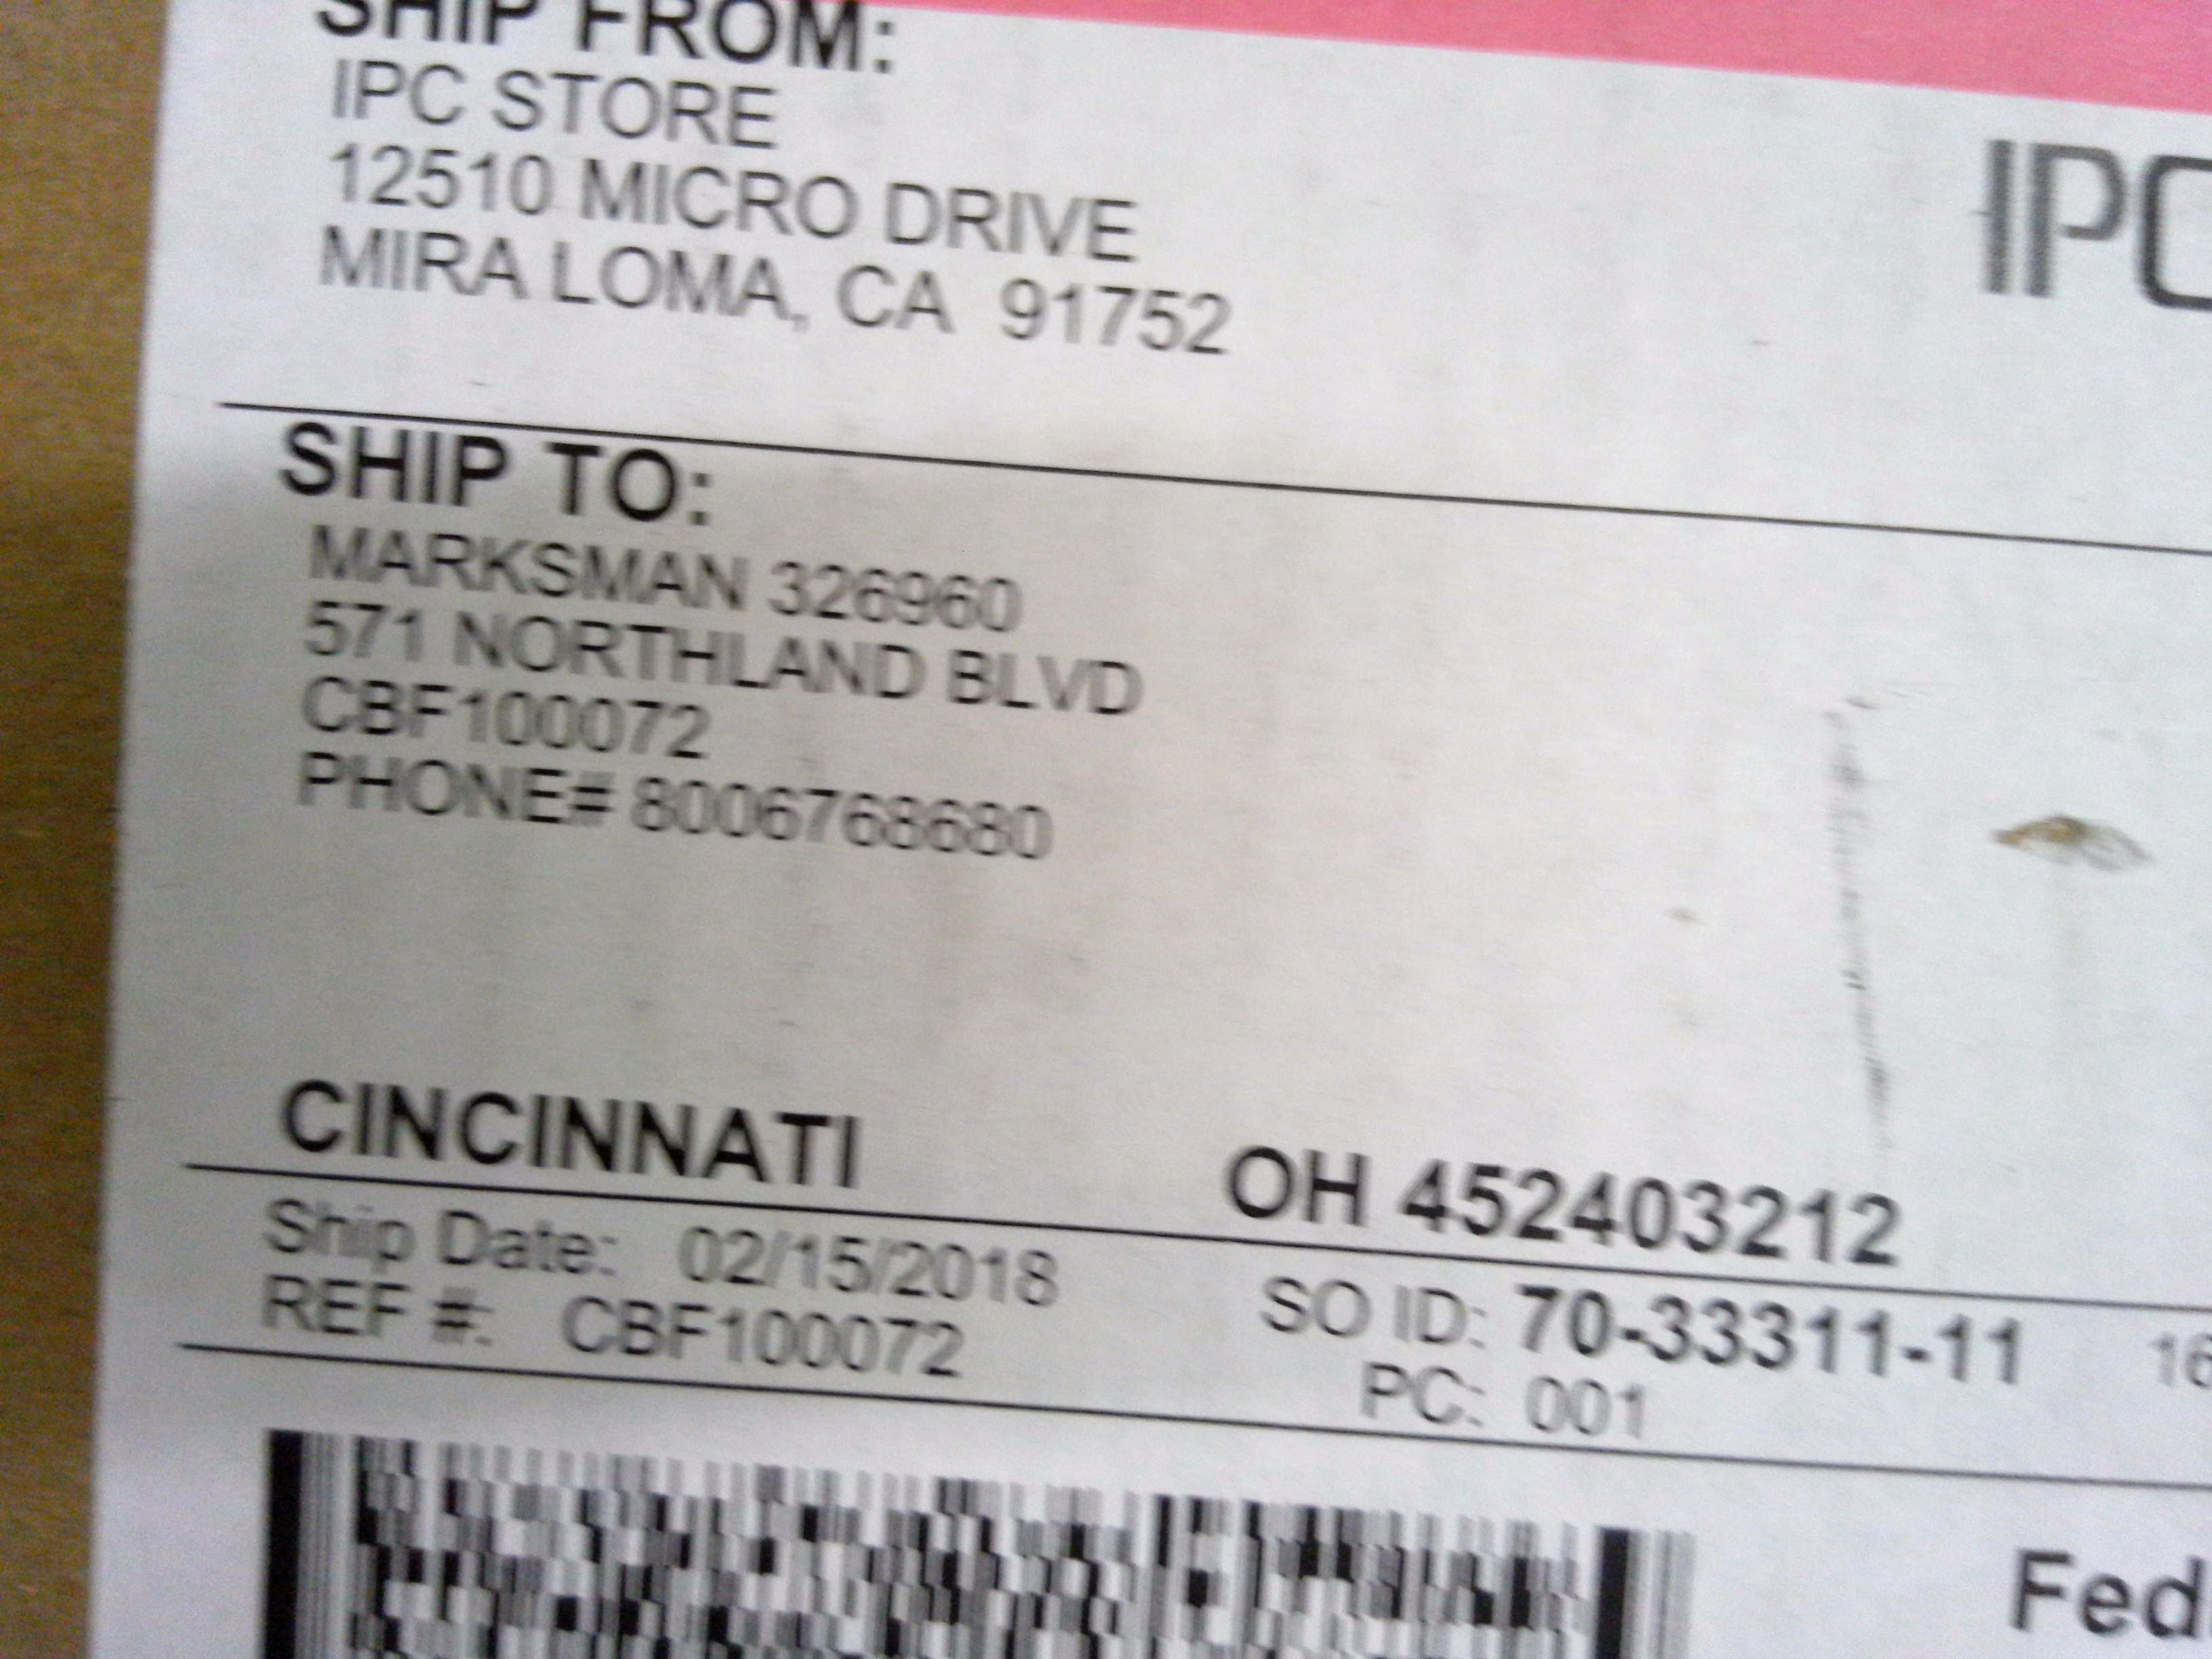 SHIP FROM:
IPC STORE
12510 MICRO DRIVE
MIRA LOMA, CA 91752
IPC
SHIP TO:
MARKSMAN 326960
571 NORTHLAND BLVD
CBF100072
PHONE# 8006768680
CINCINNATI OH 452403212
Ship Date: 02/15/2018 SO ID: 70-33311-11 16
REF #: CBF100072 PC: 001
Fed